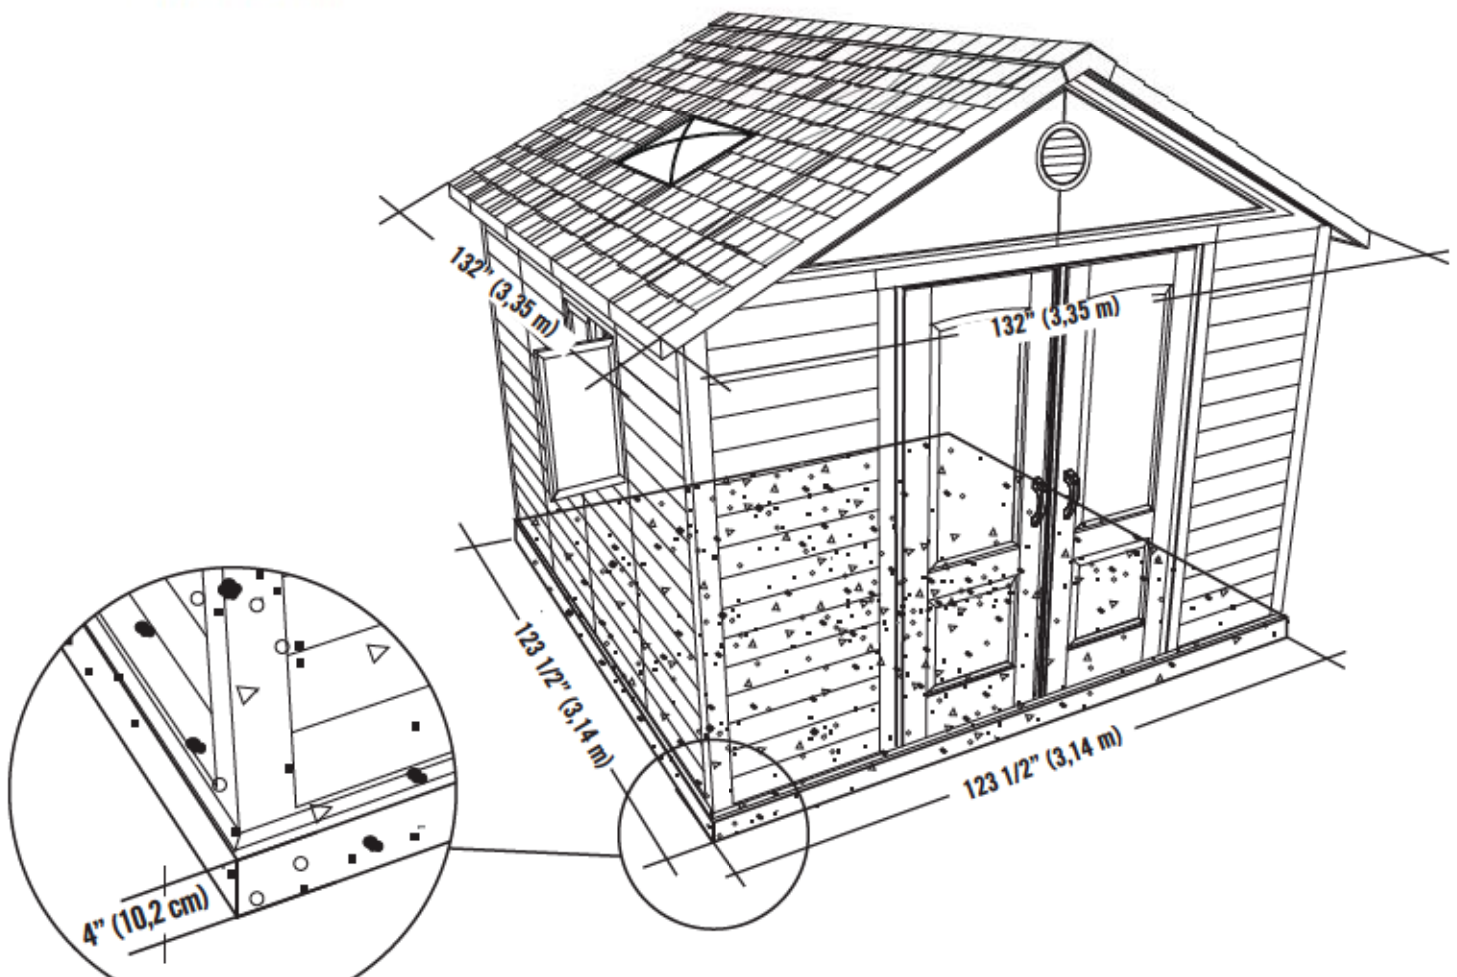 132” (3,35 m)
132” (3,35 m)
123 1/2” (3,14 m)
123 1/2” (3,14 m)
4” (10,2 cm)